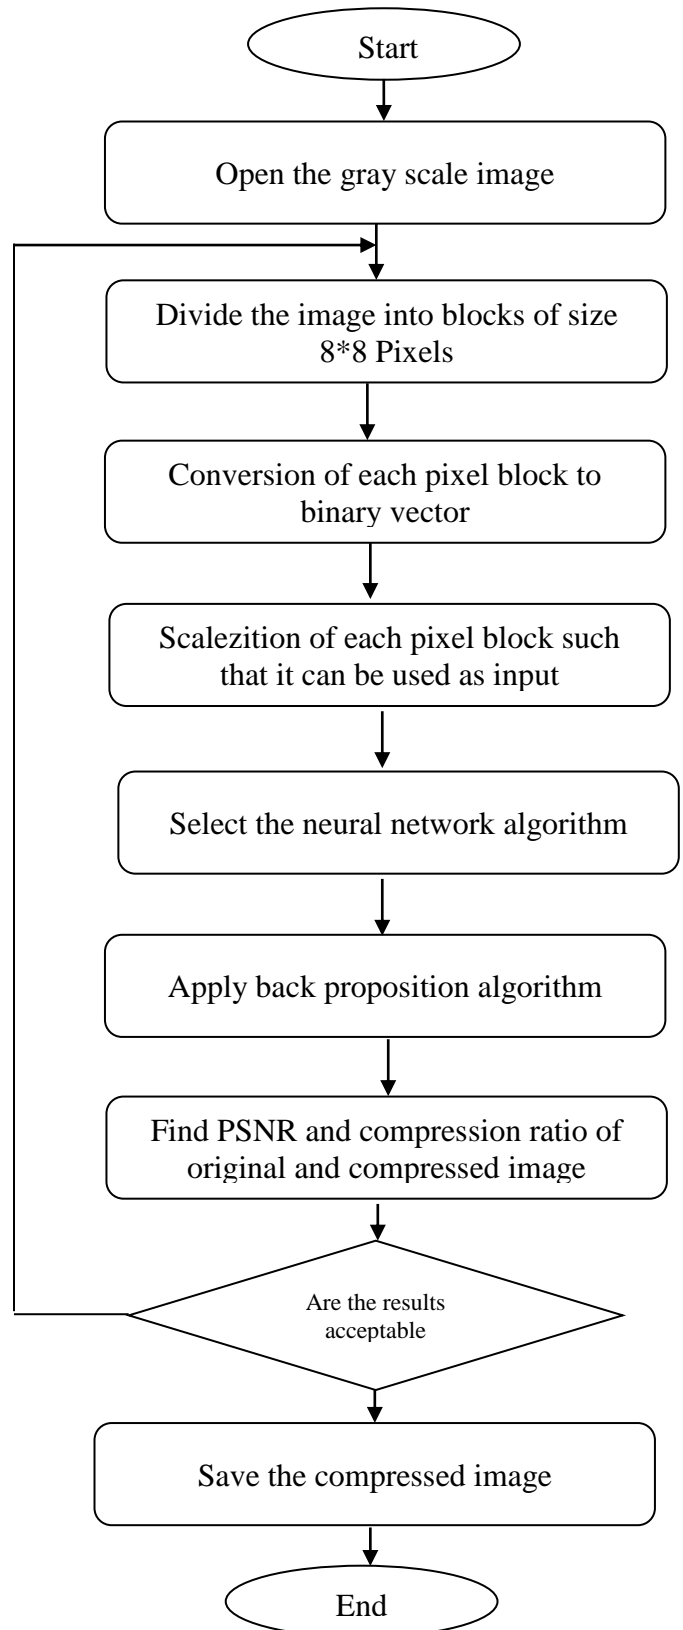 Start
Open the gray scale image
Divide the image into blocks of size
8*8 Pixels
Conversion of each pixel block to
binary vector
Scalezition of each pixel block such
that it can be used as input
Select the neural network algorithm
Apply back proposition algorithm
Find PSNR and compression ratio of
original and compressed image
Are the results
acceptable
Save the compressed image
End